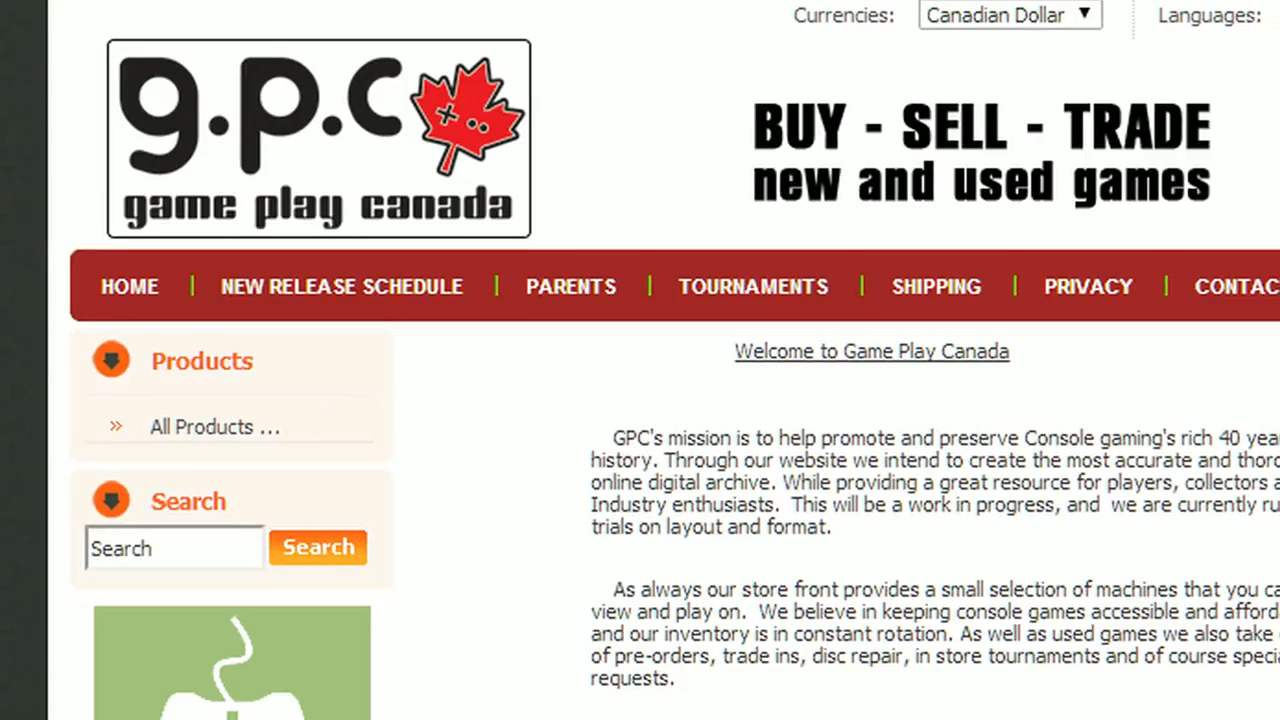 Currencies: Canadian Dollar Languages:
g.p.c
game play canada
BUY - SELL - TRADE
new and used games
HOME NEW RELEASE SCHEDULE PARENTS TOURNAMENTS SHIPPING PRIVACY CONTAC
Products
All Products ...
Search
Search Search
Welcome to Game Play Canada
GPC's mission is to help promote and preserve Console gaming's rich 40 yea
history. Through our website we intend to create the most accurate and thoro
online digital archive. While providing a great resource for players, collectors a
Industry enthusiasts. This will be a work in progress, and we are currently ru
trials on layout and format.
As always our store front provides a small selection of machines that you ca
view and play on. We believe in keeping console games accessible and afford
and our inventory is in constant rotation. As well as used games we also take
of pre-orders, trade ins, disc repair, in store tournaments and of course specia
requests.